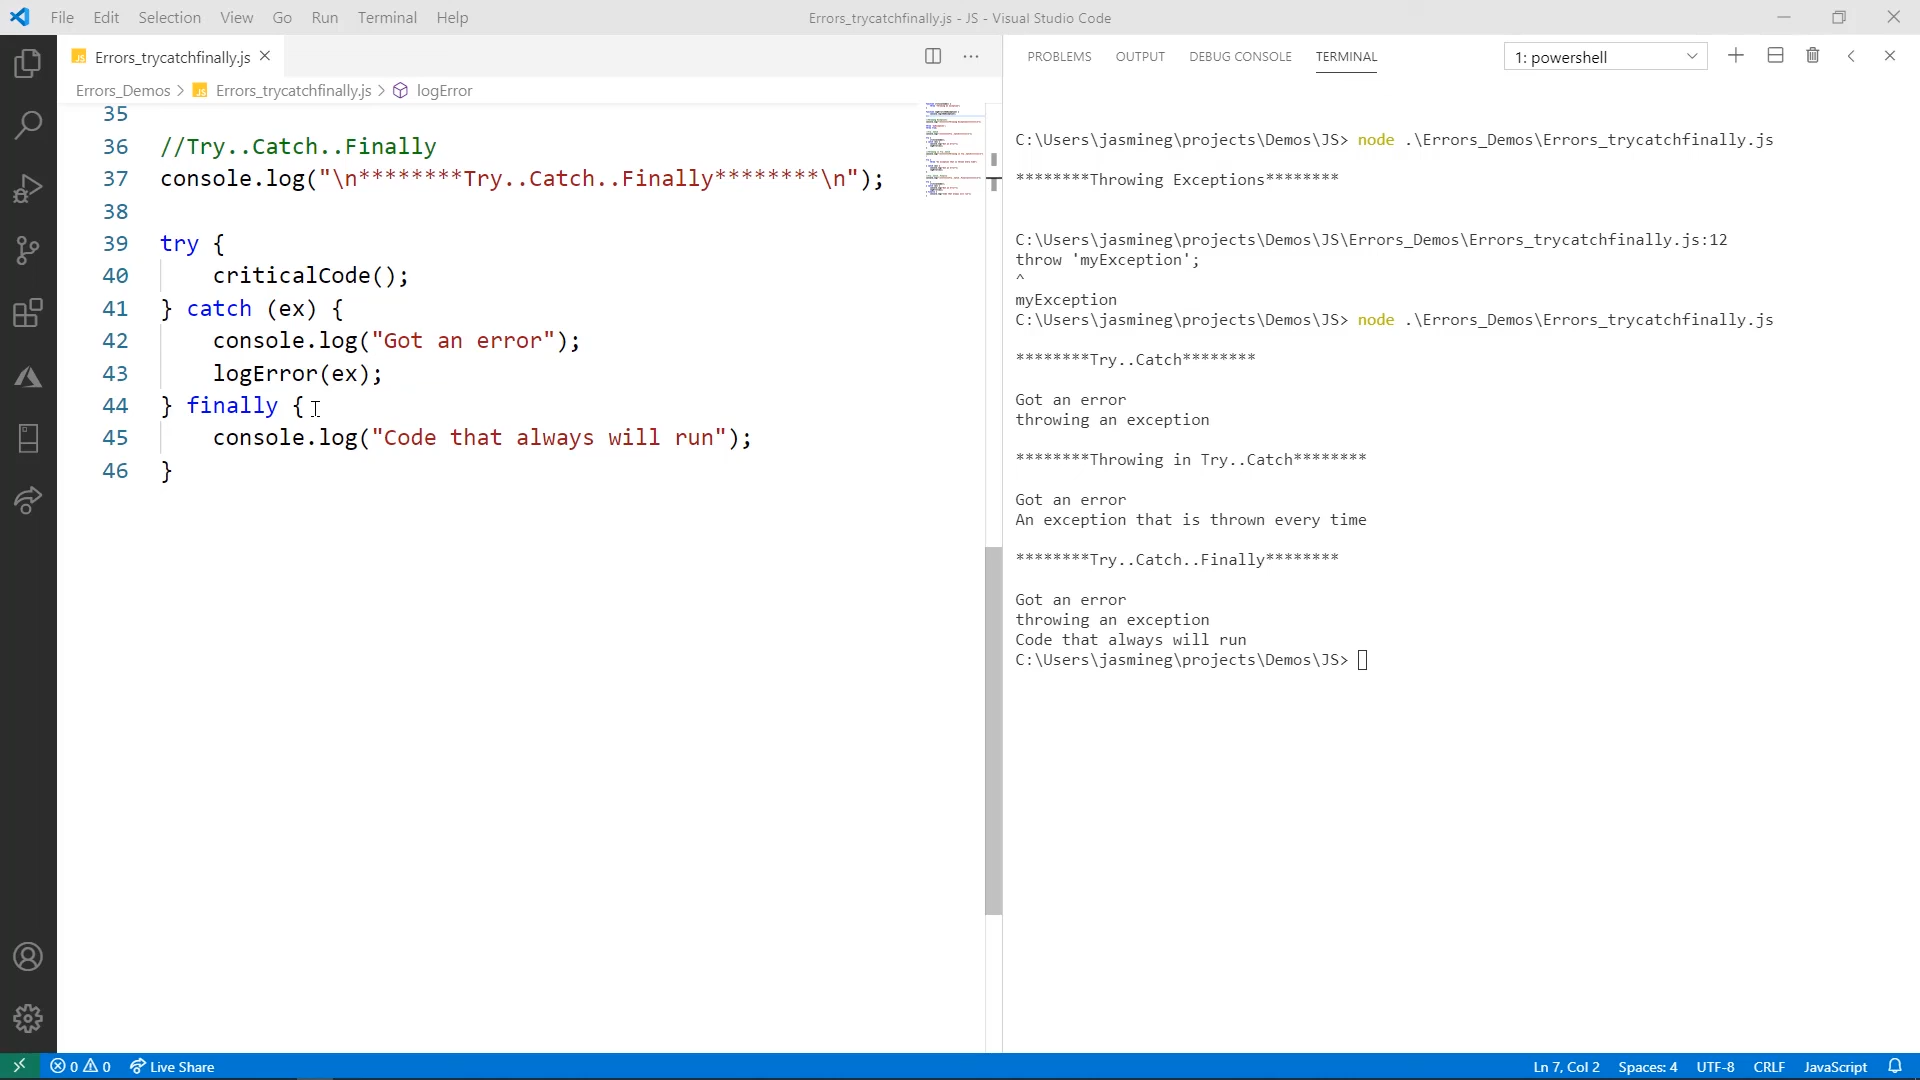 File Edit Selection View Go Run Terminal Help
Errors_trycatchfinally.js - JS - Visual Studio Code
Errors_trycatchfinally.js
Errors_Demos > Errors_trycatchfinally.js > logError
35
36 //Try..Catch..Finally
37 console.log("\n********Try..Catch..Finally********\n");
38
39 try {
40 criticalCode();
41 } catch (ex) {
42 console.log("Got an error");
43 logError(ex);
44 } finally {
45 console.log("Code that always will run");
46 }
PROBLEMS OUTPUT DEBUG CONSOLE TERMINAL
1: powershell
C:\Users\jasmineg\projects\Demos\JS> node .\Errors_Demos\Errors_trycatchfinally.js
********Throwing Exceptions********
C:\Users\jasmineg\projects\Demos\JS\Errors_Demos\Errors_trycatchfinally.js:12
throw 'myException';
^
myException
C:\Users\jasmineg\projects\Demos\JS> node .\Errors_Demos\Errors_trycatchfinally.js
********Try..Catch********
Got an error
throwing an exception
********Throwing in Try..Catch********
Got an error
An exception that is thrown every time
********Try..Catch..Finally********
Got an error
throwing an exception
Code that always will run
C:\Users\jasmineg\projects\Demos\JS>
0 0 Live Share
Ln 7, Col 2 Spaces: 4 UTF-8 CRLF JavaScript